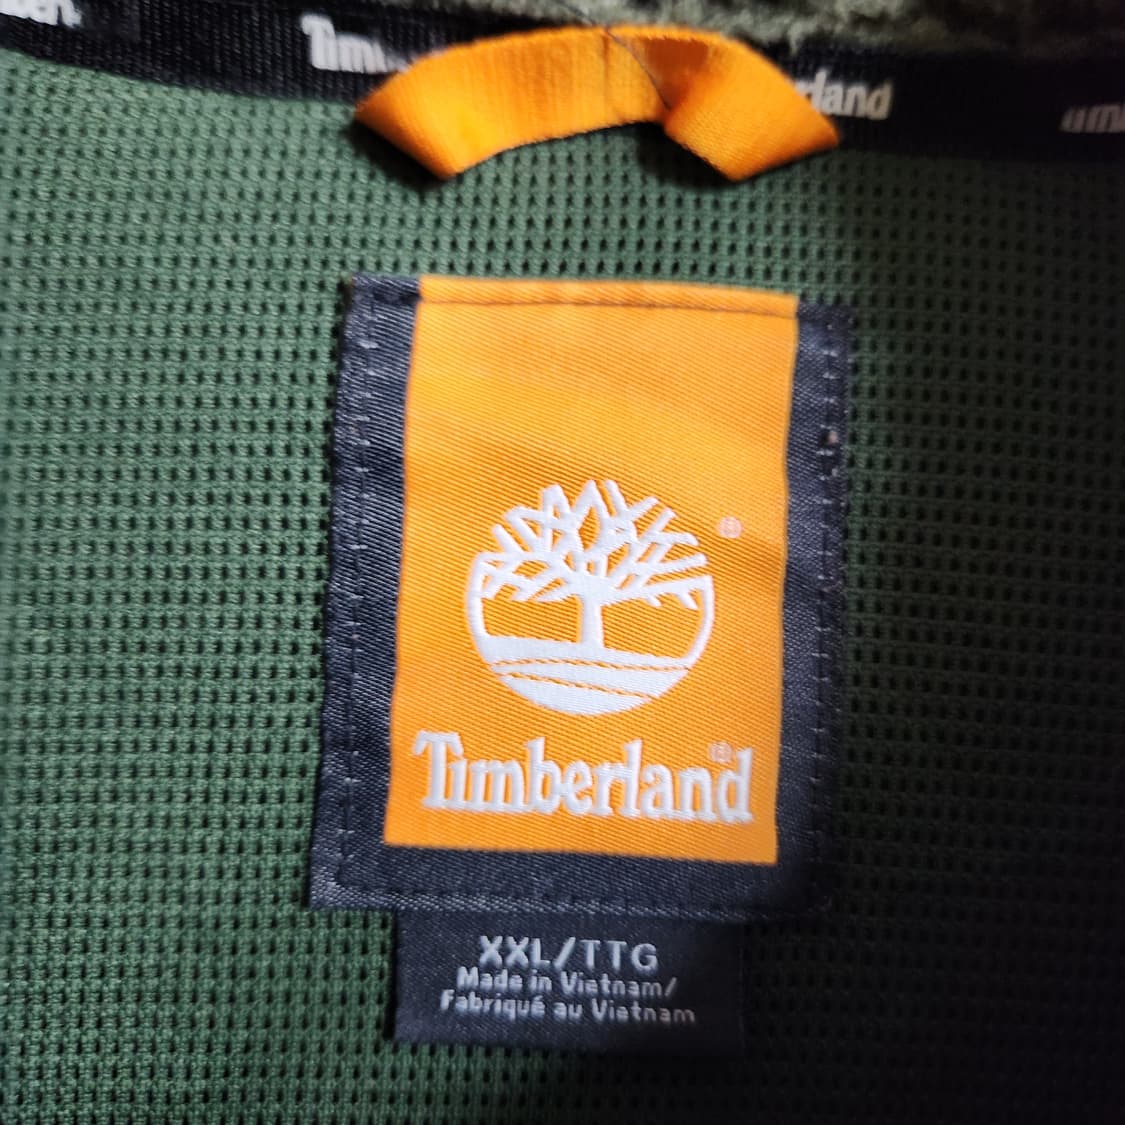 Timberland
XXL/TTG
Made in Vietnam/
Fabriqué au Vietnam